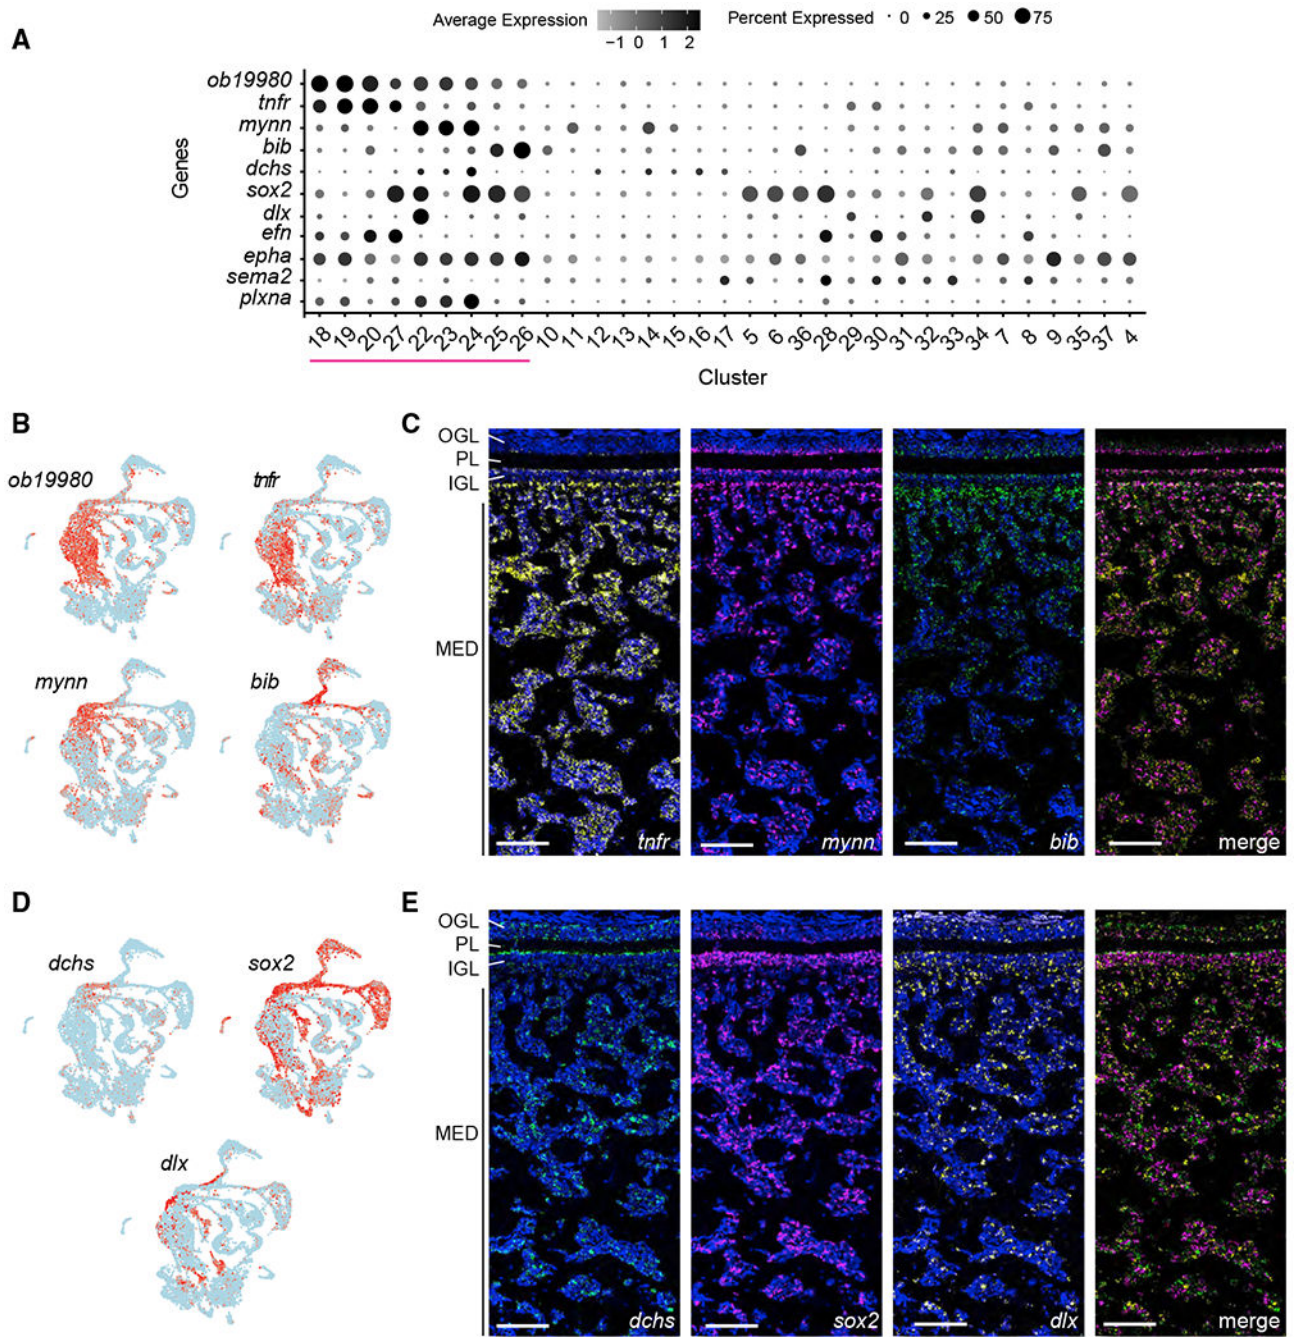 A
Average Expression
−1 0 1 2
Percent Expressed
0 25 50 75
Genes
ob19980
tnfr
mynn
bib
dchs
sox2
dlx
efn
epha
sema2
plxna
18 19 20 27 22 23 24 25 26 10 11 12 13 14 15 16 17 5 6 36 28 29 30 31 32 33 34 7 8 9 35 37 4
Cluster
B
ob19980
tnfr
mynn
bib
C
OGL
PL
IGL
MED
tnfr
mynn
bib
merge
D
dchs
sox2
dlx
E
OGL
PL
IGL
MED
dchs
sox2
dlx
merge